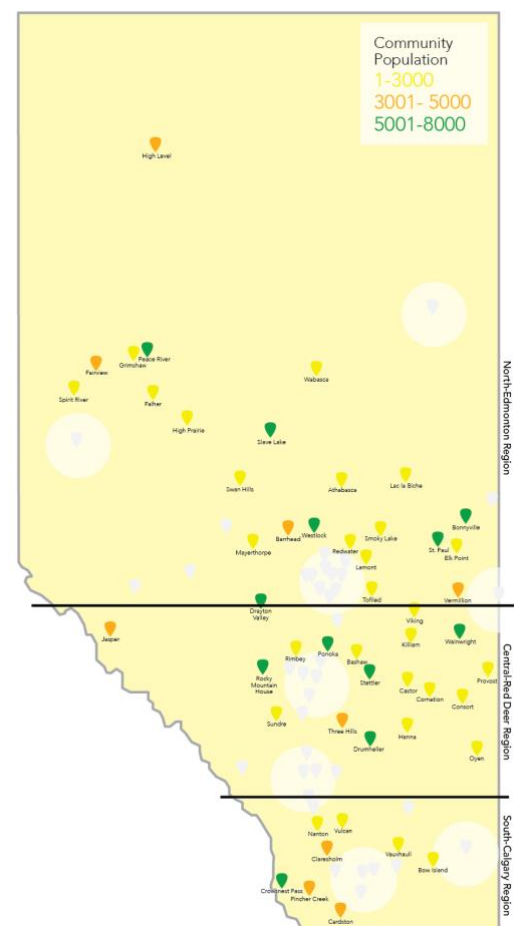 Community
Population
1-3000
3001- 5000
5001-8000
High Level
Peace River
Grimshaw
Fairview
Wabasca
Spirit River
Falher
High Prairie
Slave Lake
Swan Hills
Athabasca
Lac la Biche
Bonnyville
Barrhead
Westlock
Smoky Lake
Mayerthorpe
Redwater
St. Paul
Elk Point
Lamont
Tofield
Vermillion
North-Edmonton Region
Drayton
Valley
Viking
Jasper
Killam
Wainwright
Rimbey
Ponoka
Bashaw
Rocky
Mountain
House
Stettler
Provost
Castor
Cornation
Consort
Sundre
Three Hills
Hanna
Drumheller
Oyen
Central-Red Deer Region
Nanton
Vulcan
Claresholm
Vauxhall
Bow Island
Crowsnest Pass
Pincher Creek
Cardston
South-Calgary Region